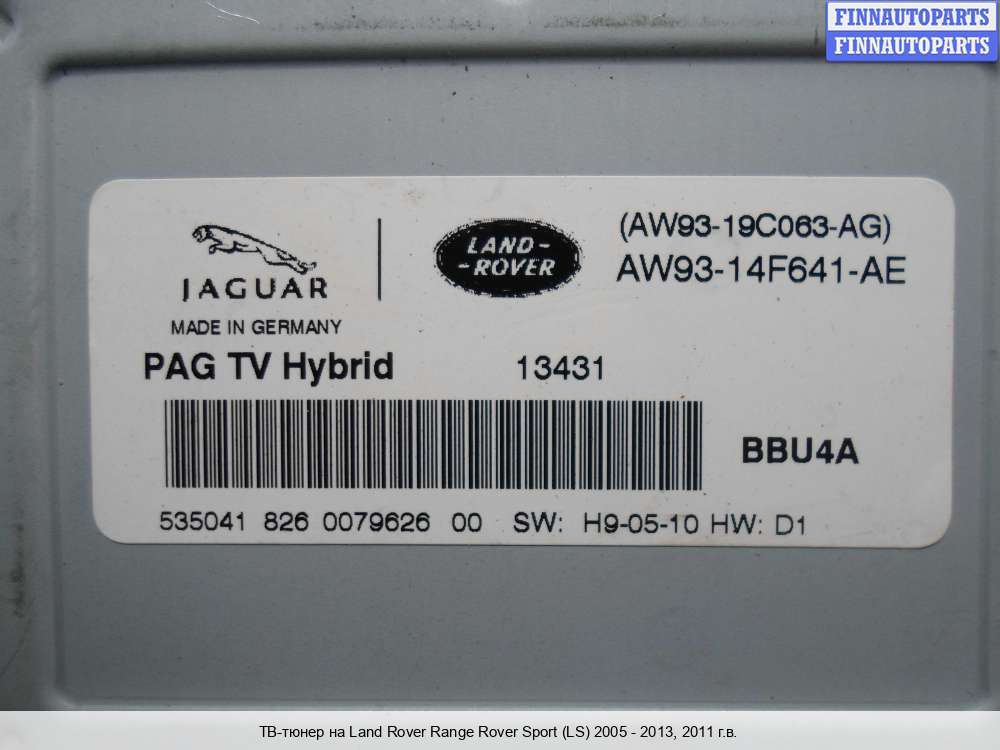 FINNAUTOPARTS
FINNAUTOPARTS
JAGUAR
LAND-
-ROVER
(AW93-19C063-AG)
AW93-14F641-AE
MADE IN GERMANY
PAG TV Hybrid 13431
BBU4A
535041 826 0079626 00 SW: H9-05-10 HW: D1
ТВ-тюнер на Land Rover Range Rover Sport (LS) 2005 - 2013, 2011 г.в.